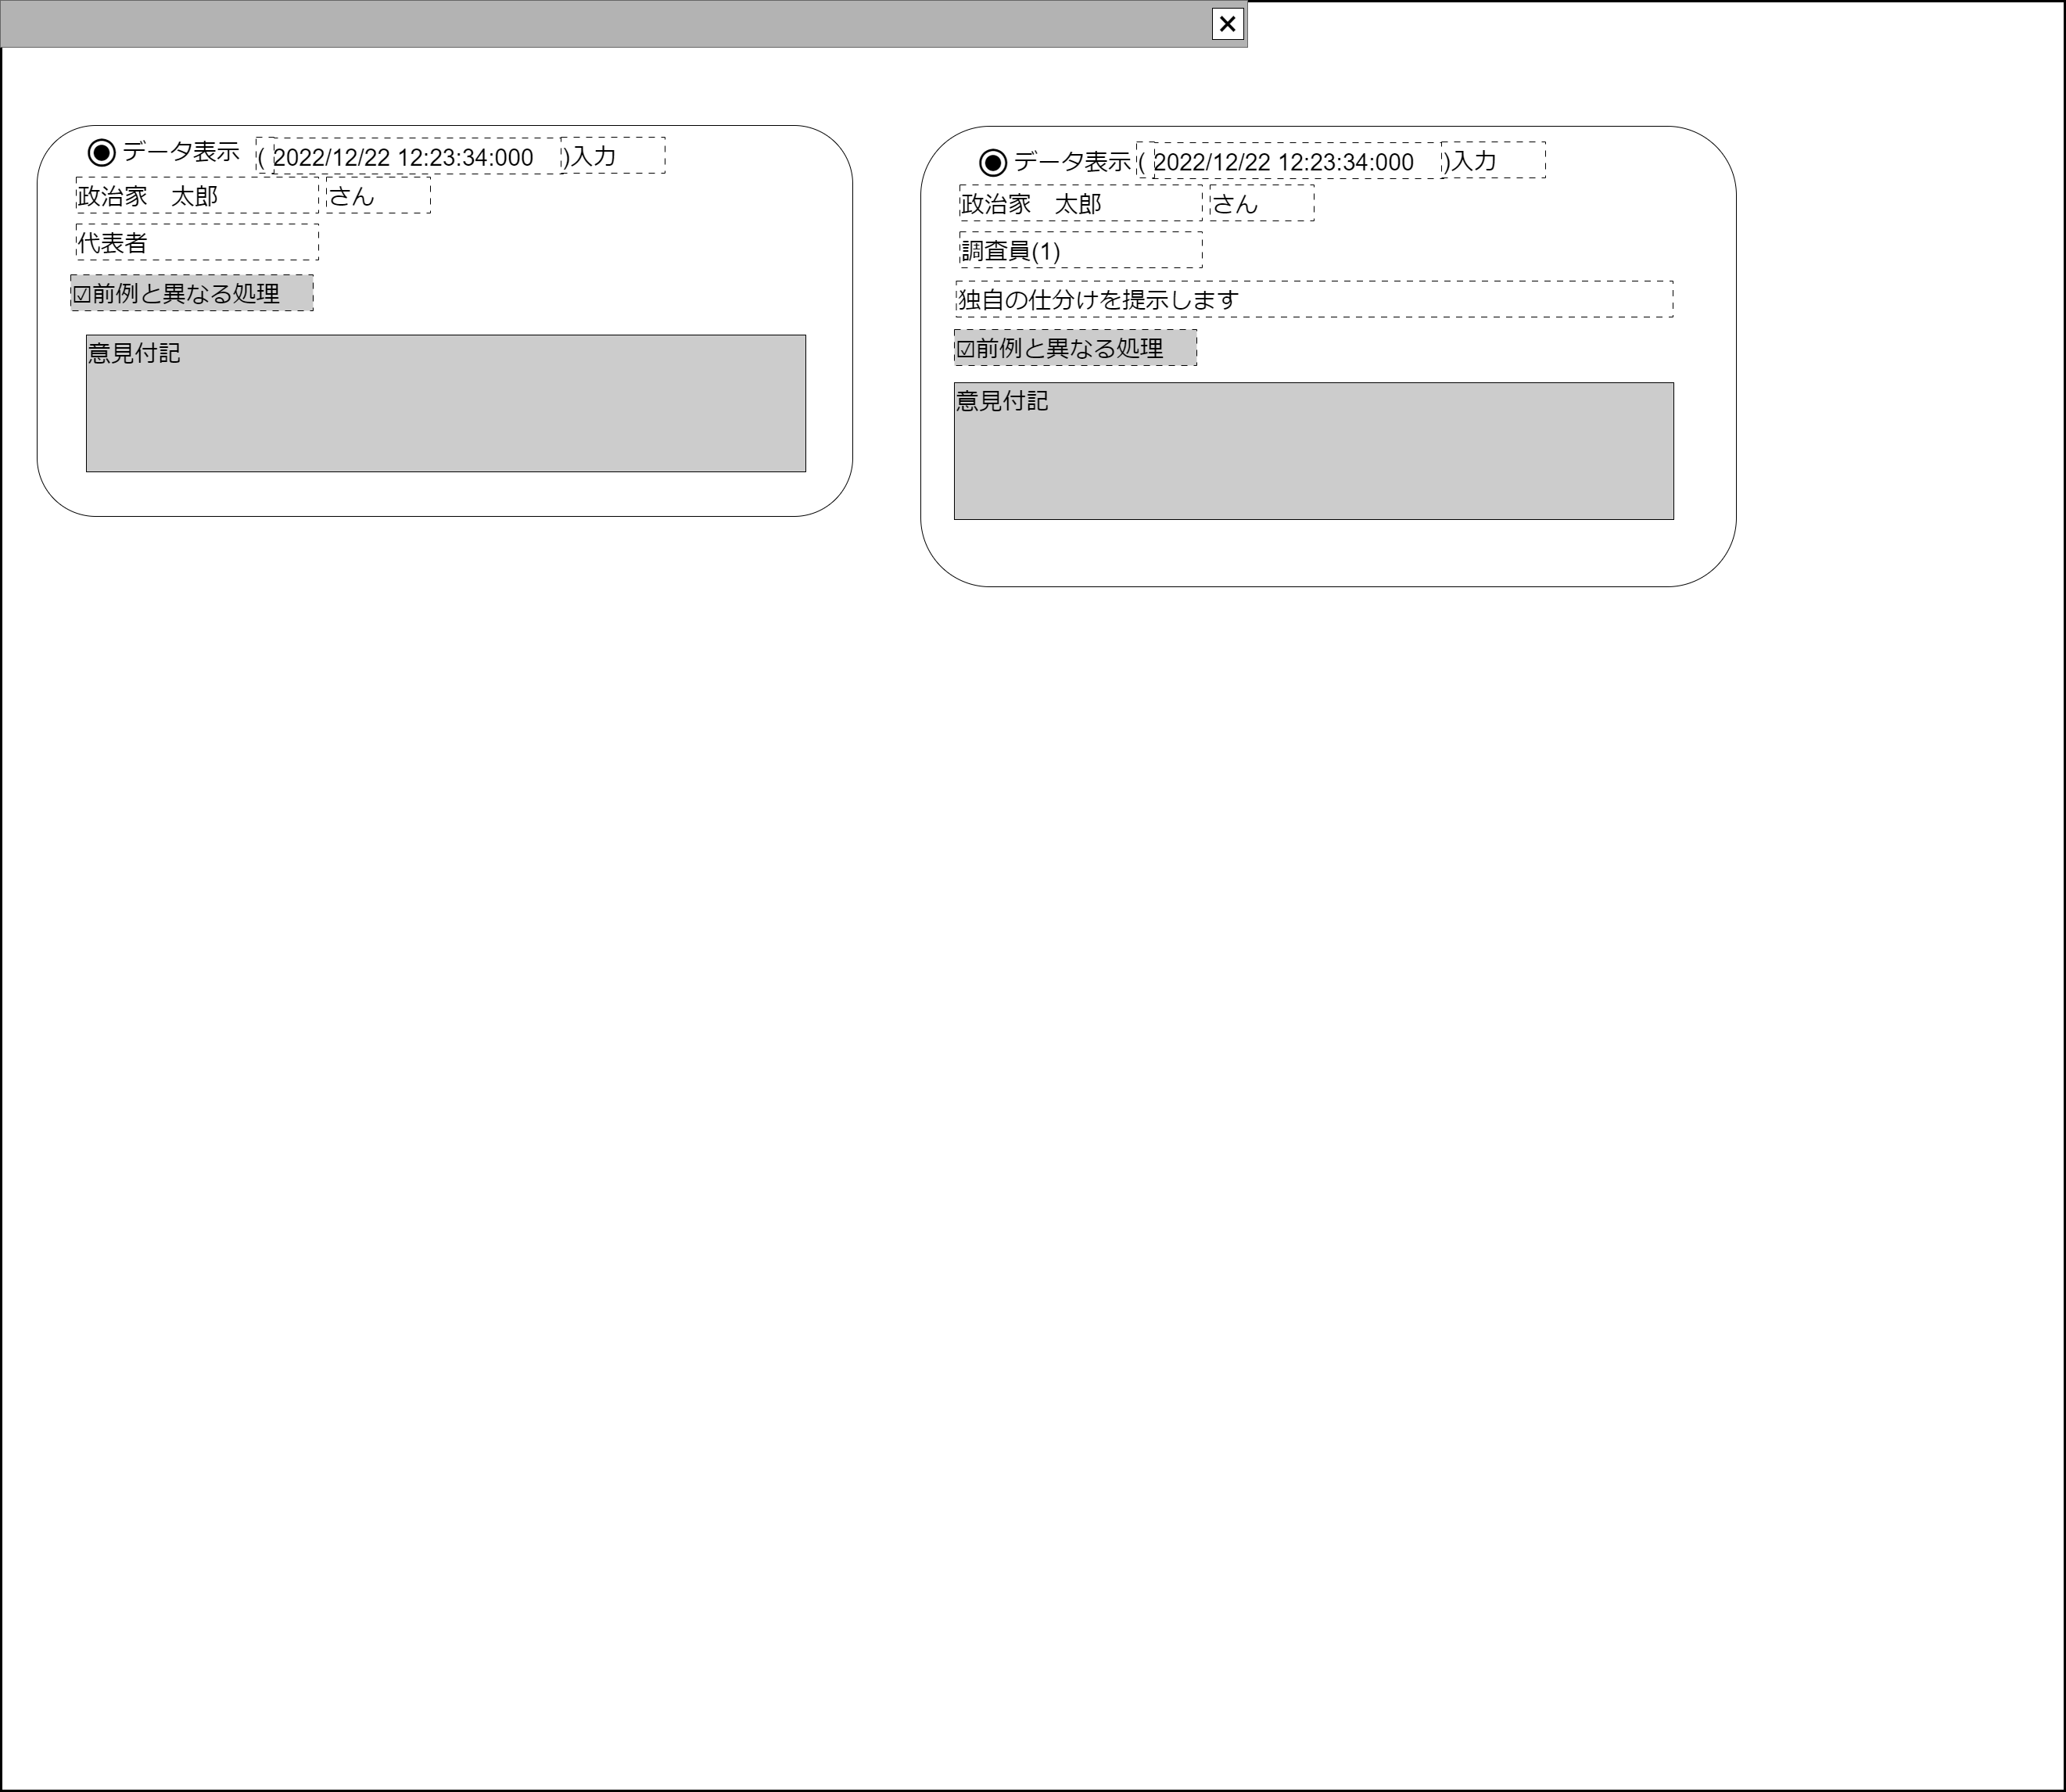 データ表示 ( 2022/12/22 12:23:34:000 )入力
政治家　太郎 さん
代表者
☑前例と異なる処理
意見付記
データ表示 ( 2022/12/22 12:23:34:000 )入力
政治家　太郎 さん
調査員(1)
独自の仕分けを提示します
☑前例と異なる処理
意見付記